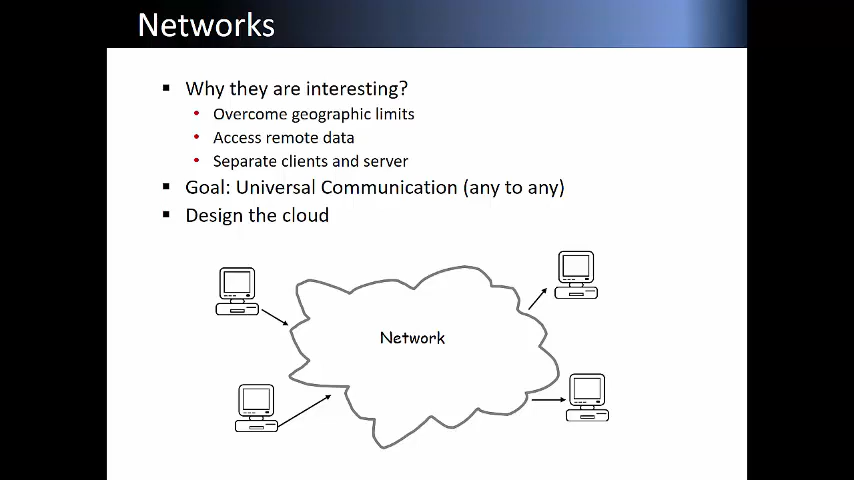 Networks
Why they are interesting?
Overcome geographic limits
Access remote data
Separate clients and server
Goal: Universal Communication (any to any)
Design the cloud
Network